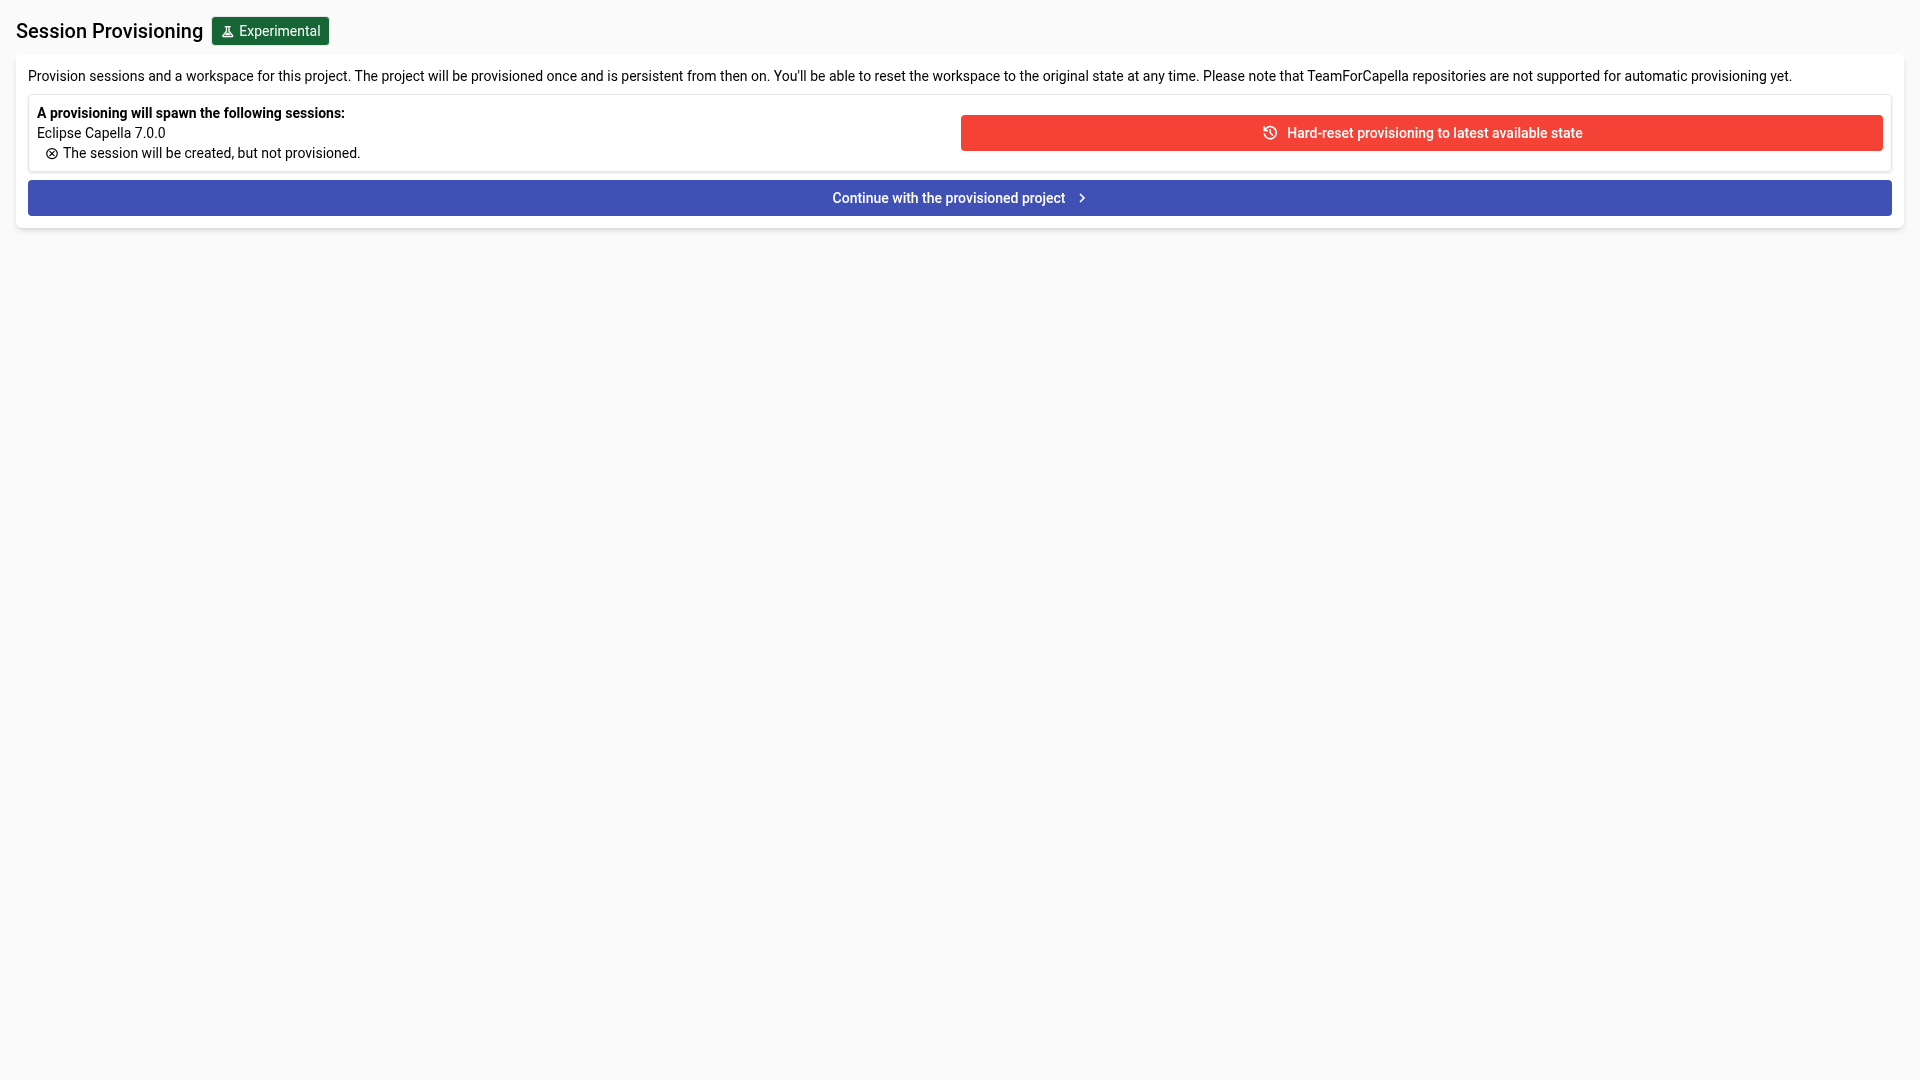 Session Provisioning
Experimental
Provision sessions and a workspace for this project. The project will be provisioned once and is persistent from then on. You'll be able to reset the workspace to the original state at any time. Please note that TeamForCapella repositories are not supported for automatic provisioning yet.
A provisioning will spawn the following sessions:
Eclipse Capella 7.0.0
The session will be created, but not provisioned.
Hard-reset provisioning to latest available state
Continue with the provisioned project